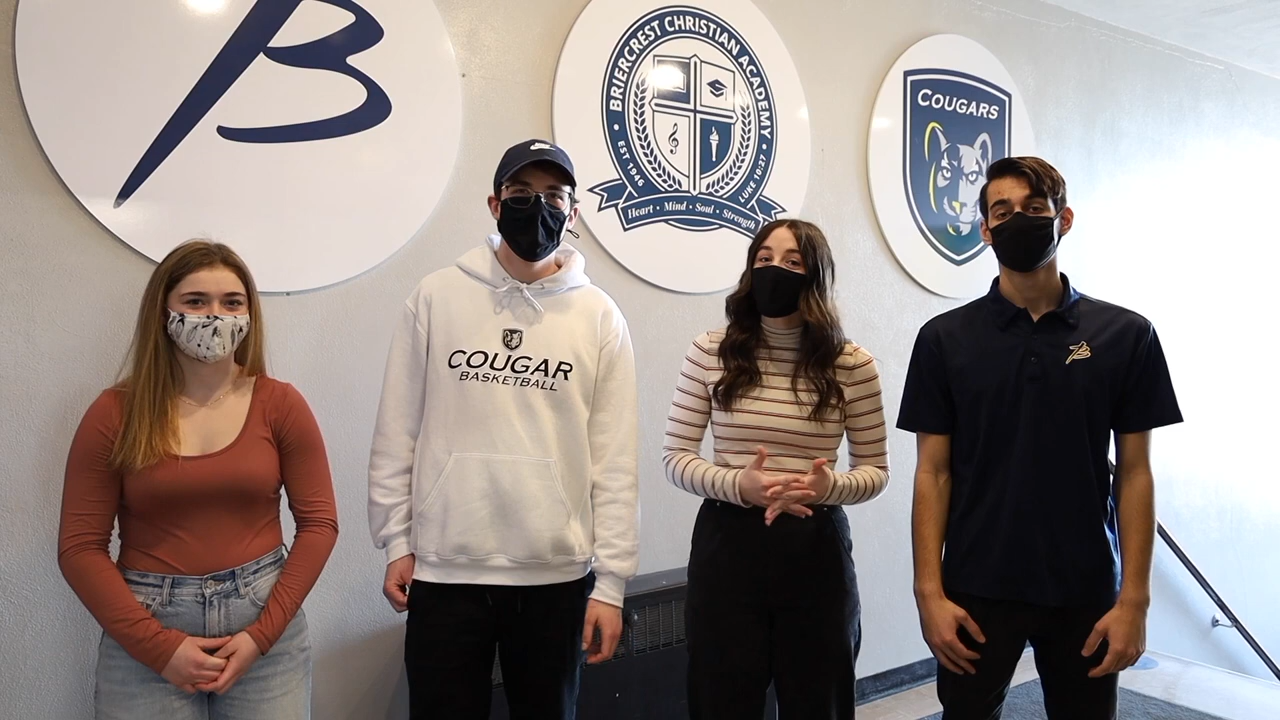 B
BRIERCREST CHRISTIAN ACADEMY
EST 1946
LUKE 10:27
Heart • Mind • Soul • Strength
COUGARS
COUGAR
BASKETBALL
B